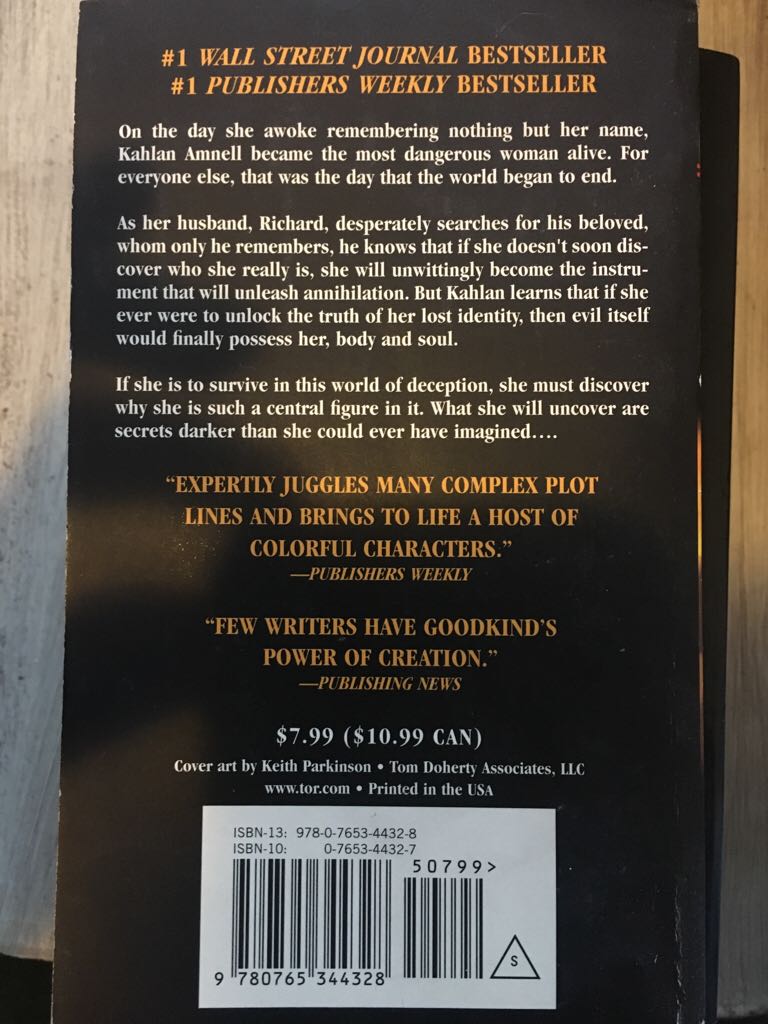 #1 WALL STREET JOURNAL BESTSELLER
#1 PUBLISHERS WEEKLY BESTSELLER
On the day she awoke remembering nothing but her name,
Kahlan Amnell became the most dangerous woman alive. For
everyone else, that was the day that the world began to end.
As her husband, Richard, desperately searches for his beloved,
whom only he remembers, he knows that if she doesn't soon dis-
cover who she really is, she will unwittingly become the instru-
ment that will unleash annihilation. But Kahlan learns that if she
ever were to unlock the truth of her lost identity, then evil itself
would finally possess her, body and soul.
If she is to survive in this world of deception, she must discover
why she is such a central figure in it. What she will uncover are
secrets darker than she could ever have imagined....
“EXPERTLY JUGGLES MANY COMPLEX PLOT
LINES AND BRINGS TO LIFE A HOST OF
COLORFUL CHARACTERS.”
—PUBLISHERS WEEKLY
“FEW WRITERS HAVE GOODKIND’S
POWER OF CREATION.”
—PUBLISHING NEWS
$7.99 ($10.99 CAN)
Cover art by Keith Parkinson • Tom Doherty Associates, LLC
www.tor.com • Printed in the USA
ISBN-13: 978-0-7653-4432-8
ISBN-10: 0-7653-4432-7
50799>
9 780765 344328
S